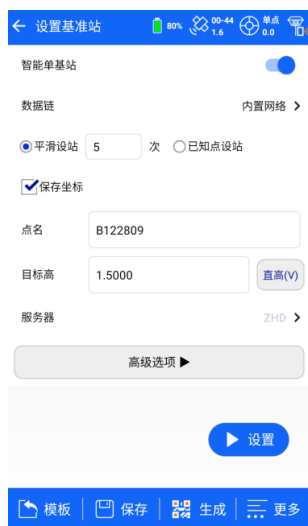 设置基准站 80% 00-44 1.6 单点 0.0
智能单基站
数据链 内置网络
平滑设站 5 次 已知点设站
保存坐标
点名 B122809
目标高 1.5000 直高(V)
服务器 ZHD
高级选项▶
设置
模板 保存 生成 更多